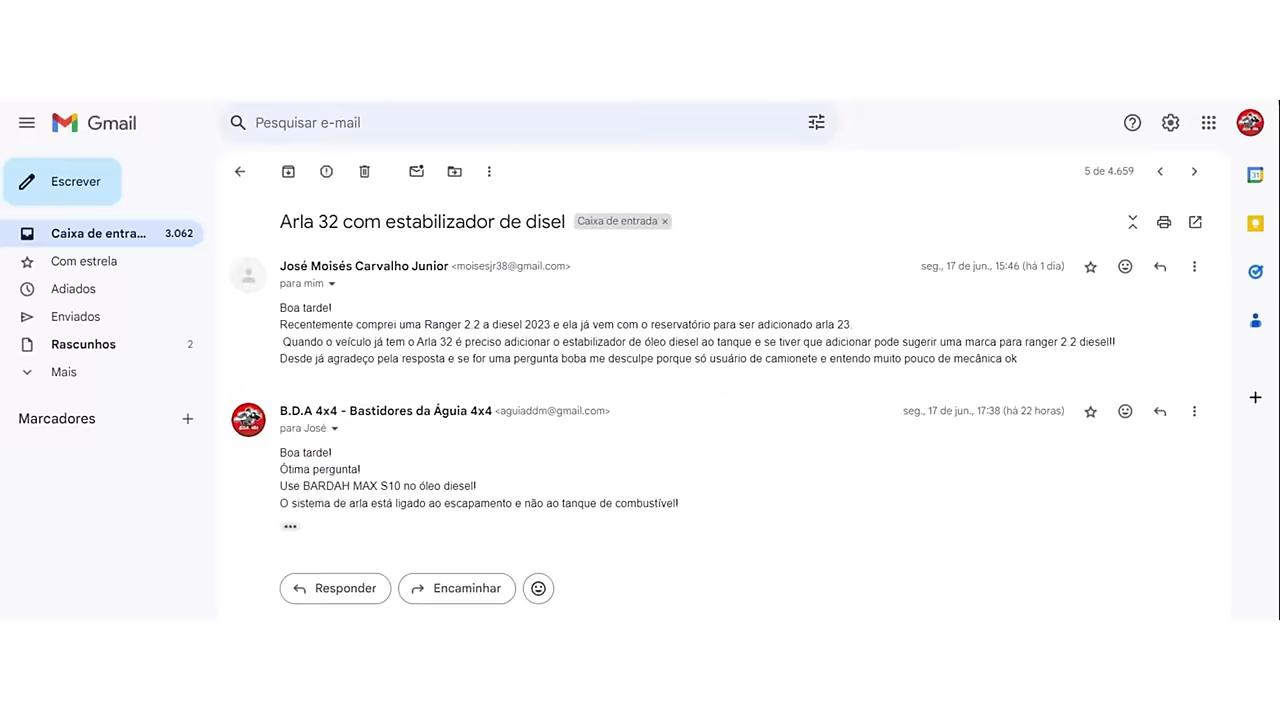 Gmail
Pesquisar e-mail
Escrever
5 de 4.659
31
Arla 32 com estabilizador de disel Caixa de entrada ×
Caixa de entra... 3.062
Com estrela
Adiados
Enviados
Rascunhos 2
Mais
Marcadores +
José Moisés Carvalho Junior <moisesjr38@gmail.com> seg., 17 de jun., 15:46 (há 1 dia)
para mim
Boa tarde!
Recentemente comprei uma Ranger 2.2 a diesel 2023 e ela já vem com o reservatório para ser adicionado arla 23.
Quando o veículo já tem o Arla 32 é preciso adicionar o estabilizador de óleo diesel ao tanque e se tiver que adicionar pode sugerir uma marca para ranger 2.2 diesel!!
Desde já agradeço pela resposta e se for uma pergunta boba me desculpe porque só usuário de camionete e entendo muito pouco de mecânica ok
B.D.A 4x4 - Bastidores da Águia 4x4 <aguiaddm@gmail.com> seg., 17 de jun., 17:38 (há 22 horas)
para José
Boa tarde!
Ótima pergunta!
Use BARDAH MAX S10 no óleo diesel!
O sistema de arla está ligado ao escapamento e não ao tanque de combustível!
•••
Responder Encaminhar